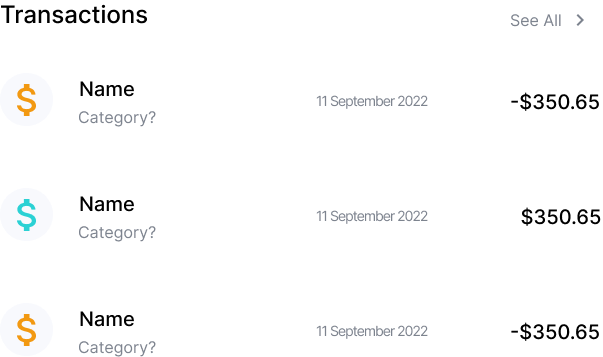 Transactions
See All
$
Name
Category?
11 September 2022
-$350.65
$
Name
Category?
11 September 2022
$350.65
$
Name
Category?
11 September 2022
-$350.65